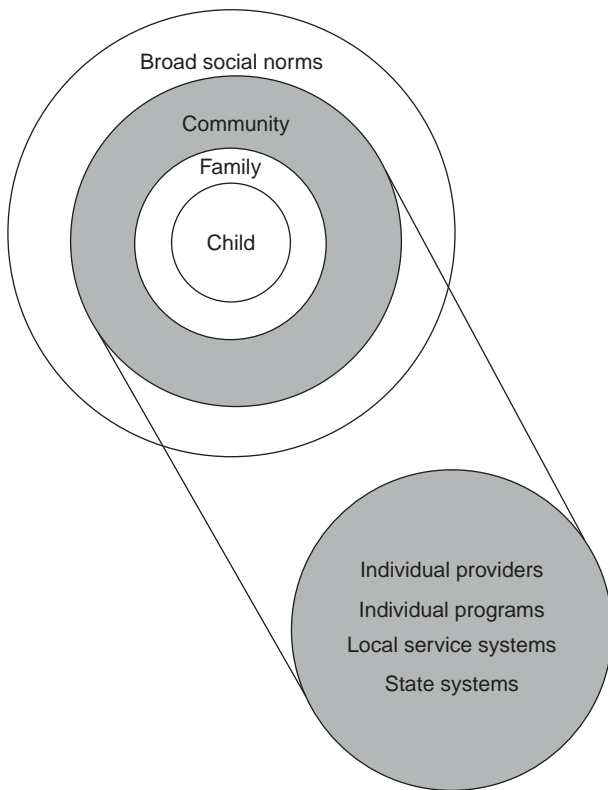 Broad social norms
Community
Family
Child
Individual providers
Individual programs
Local service systems
State systems